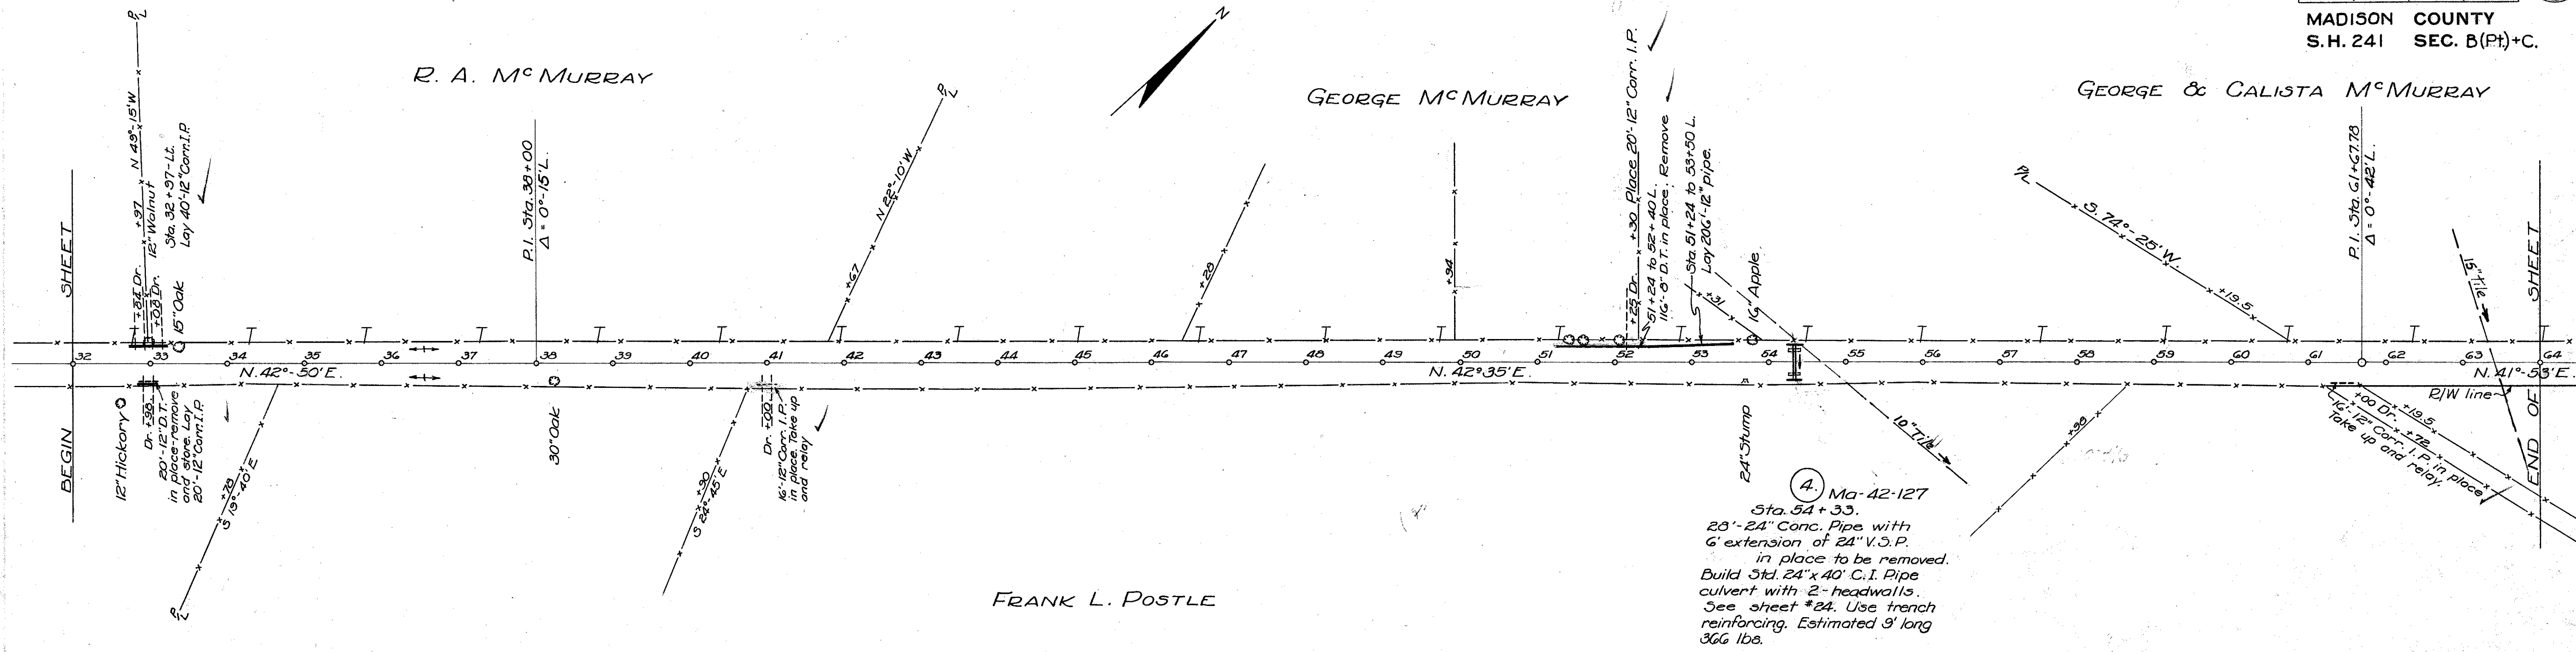 MADISON COUNTY
S.H. 241 SEC. B(Pt)+C.
R. A. McMURRAY
GEORGE McMURRAY
GEORGE & CALISTA McMURRAY
FRANK L. POSTLE
N
BEGIN SHEET
P/L
N 49°-15'W
+97
+84 Dr.
+08 Dr.
12" Walnut
Sta. 32+97-Lt.
Lay 40'-12" Corr. I.P.
15" Oak
P.I. Sta. 38+00
Δ = 0°-15'L.
P/L
N 22°-10'W
+67
+28
+94
+25 Dr.
+30 Place 20'-12" Corr. I.P.
51+24 to 52+40 L.
116'-8" D.T. in place. Remove
Sta. 51+24 to 53+50 L.
Lay 206'-12" pipe.
+31
16" Apple
P/L
S. 74°-25'W.
+19.5
P.I. Sta. 61+67.78
Δ = 0°-42'L.
15" tile
END OF SHEET
T T T T T T T T T T T T T T T T T T T T
32 33 34 35 36 37 38 39 40 41 42 43 44 45 46 47 48 49 50 51 52 53 54 55 56 57 58 59 60 61 62 63 64
N. 42°-50'E.
N. 42°35'E.
N. 41°-53'E.
R/W line
12" Hickory
Dr. +98
20'-12" D.T.
in place-remove
and store. Lay
20'-12" Corr. I.P.
+78
S 19°-40'E
P/L
30" Oak
+90
S 24°-45'E
Dr. +00
16'-12" Corr. I.P.
in place. Take up
and relay
24" Stump
10" Tile
+98
+00 Dr.
+19.5
+72
16'-12" Corr. I.P. in place
Take up and relay.
4. Ma-42-127
Sta. 54+33.
28'-24" Conc. Pipe with
6' extension of 24" V.S.P.
in place to be removed.
Build Std. 24" x 40' C.I. Pipe
culvert with 2-headwalls.
See sheet #24. Use trench
reinforcing. Estimated 9' long
366 lbs.